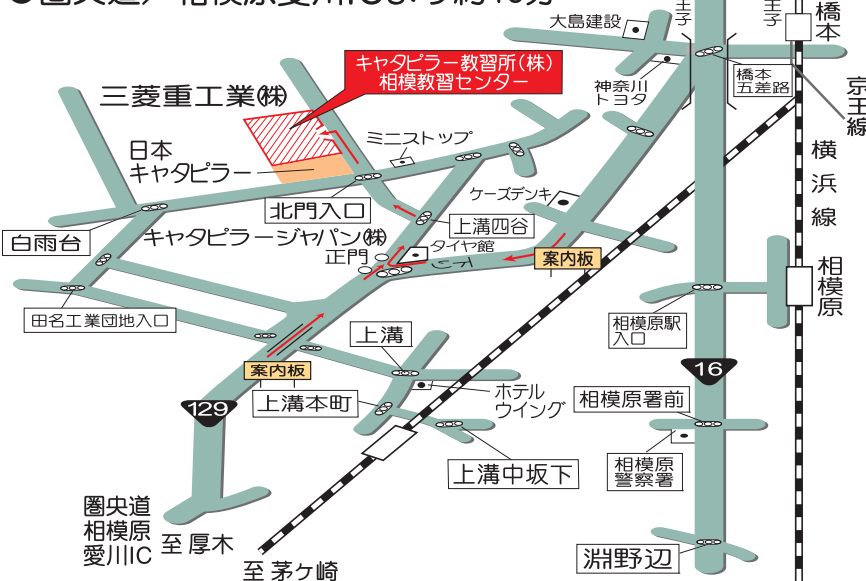 大島建設
王子
王子
橋本
キャタピラー教習所(株)
相模教習センター
神奈川
トヨタ
橋本
五差路
京王線
三菱重工業㈱
ミニストップ
日本
キャタピラー
横浜線
ケーズデンキ
北門入口
上溝四谷
白雨台
キャタピラージャパン㈱
正門
タイヤ館
案内板
相模原
田名工業団地入口
上溝
相模原駅
入口
案内板
16
129
上溝本町
ホテル
ウイング
相模原署前
上溝中坂下
相模原
警察署
圏央道
相模原
愛川IC
至 厚木
淵野辺
至 茅ヶ崎